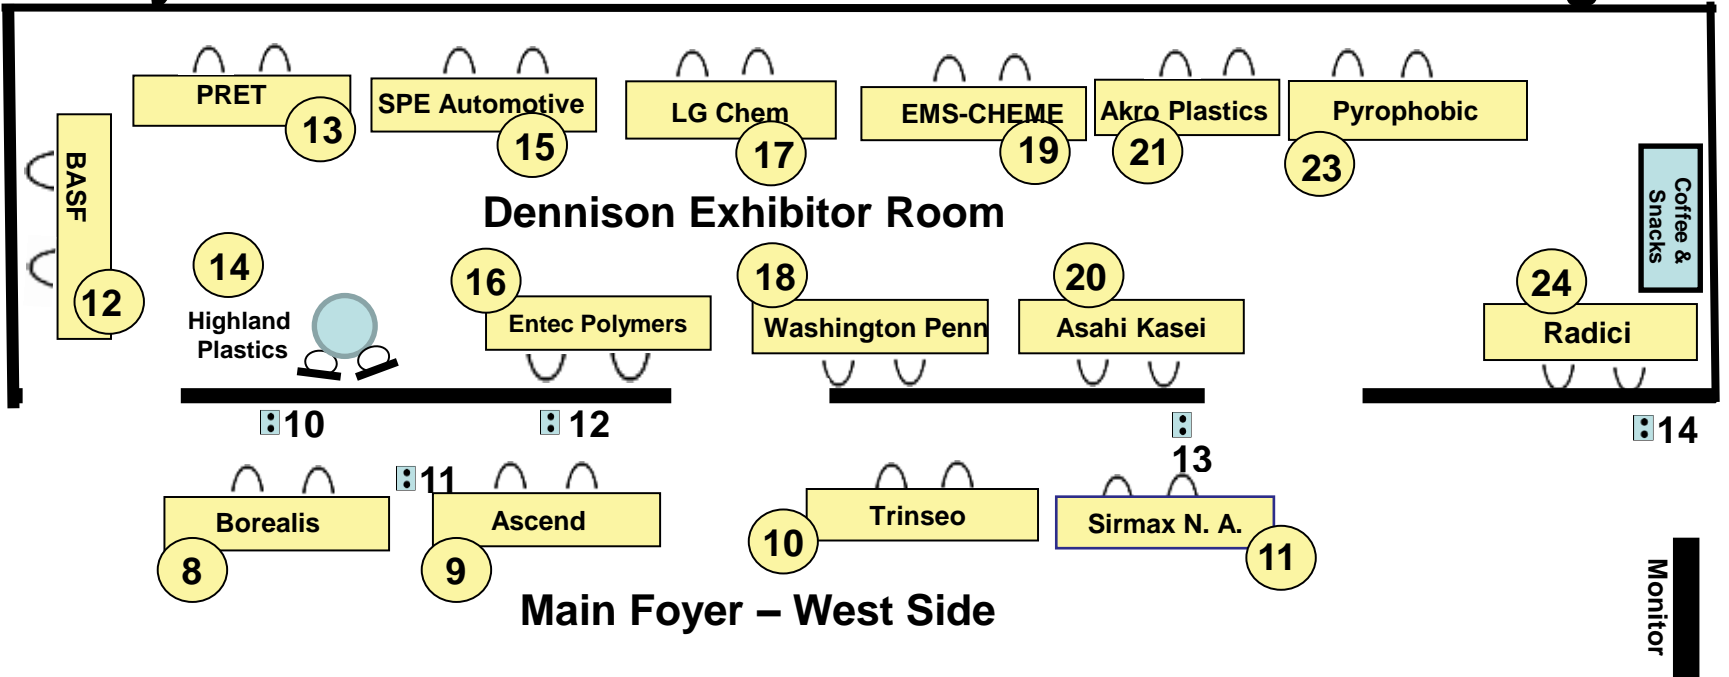 PRET
13
SPE Automotive
15
LG Chem
17
EMS-CHEME
19
Akro Plastics
21
Pyrophobic
23
BASF
12
Coffee &
Snacks
Dennison Exhibitor Room
14
Highland
Plastics
16
Entec Polymers
18
Washington Penn
20
Asahi Kasei
24
Radici
10
12
13
14
11
Borealis
8
Ascend
9
Trinseo
10
Sirmax N. A.
11
Main Foyer – West Side
Monitor